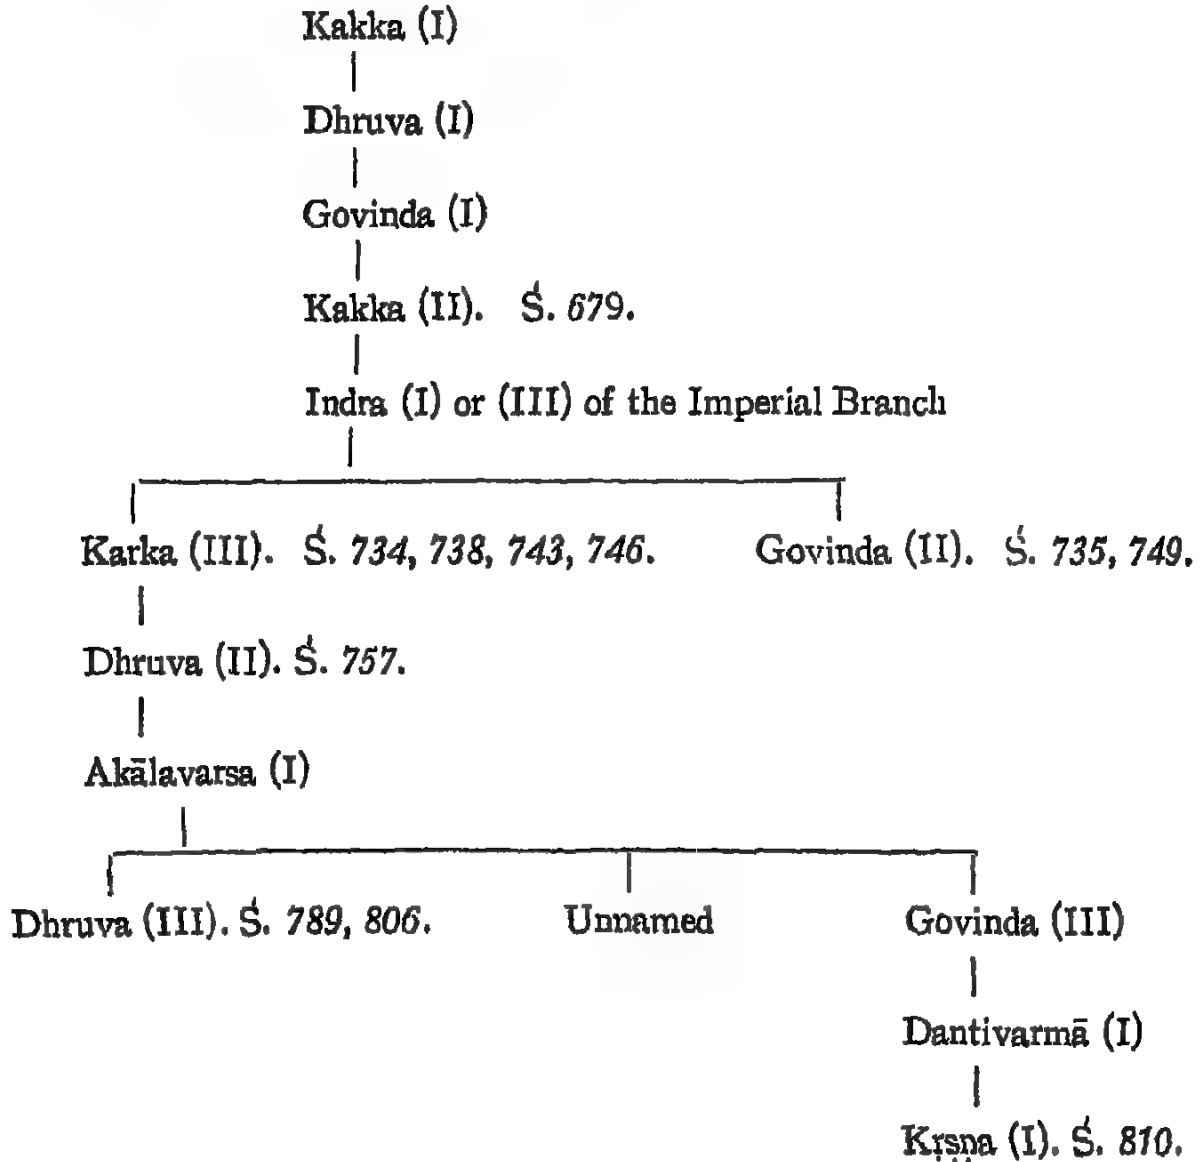 Kakka (I)
Dhruva (I)
Govinda (I)
Kakka (II). Ś. 679.
Indra (I) or (III) of the Imperial Branch
Karka (III). Ś. 734, 738, 743, 746. Govinda (II). Ś. 735, 749.
Dhruva (II). Ś. 757.
Akālavarsa (I)
Dhruva (III). Ś. 789, 806. Unnamed Govinda (III)
Dantivarmā (I)
Kṛṣṇa (I). Ś. 810.